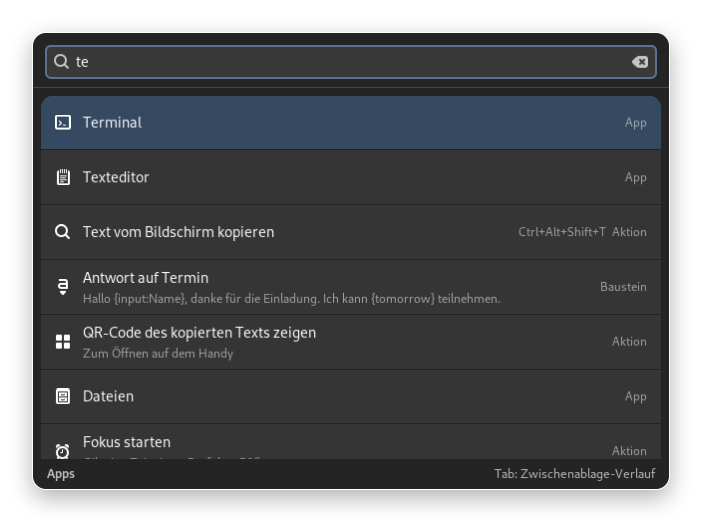 te
Terminal App
Texteditor App
Text vom Bildschirm kopieren Ctrl+Alt+Shift+T Aktion
Antwort auf Termin
Hallo {input:Name}, danke für die Einladung. Ich kann {tomorrow} teilnehmen. Baustein
QR-Code des kopierten Texts zeigen
Zum Öffnen auf dem Handy Aktion
Dateien App
Fokus starten
Aktion
Apps Tab: Zwischenablage-Verlauf